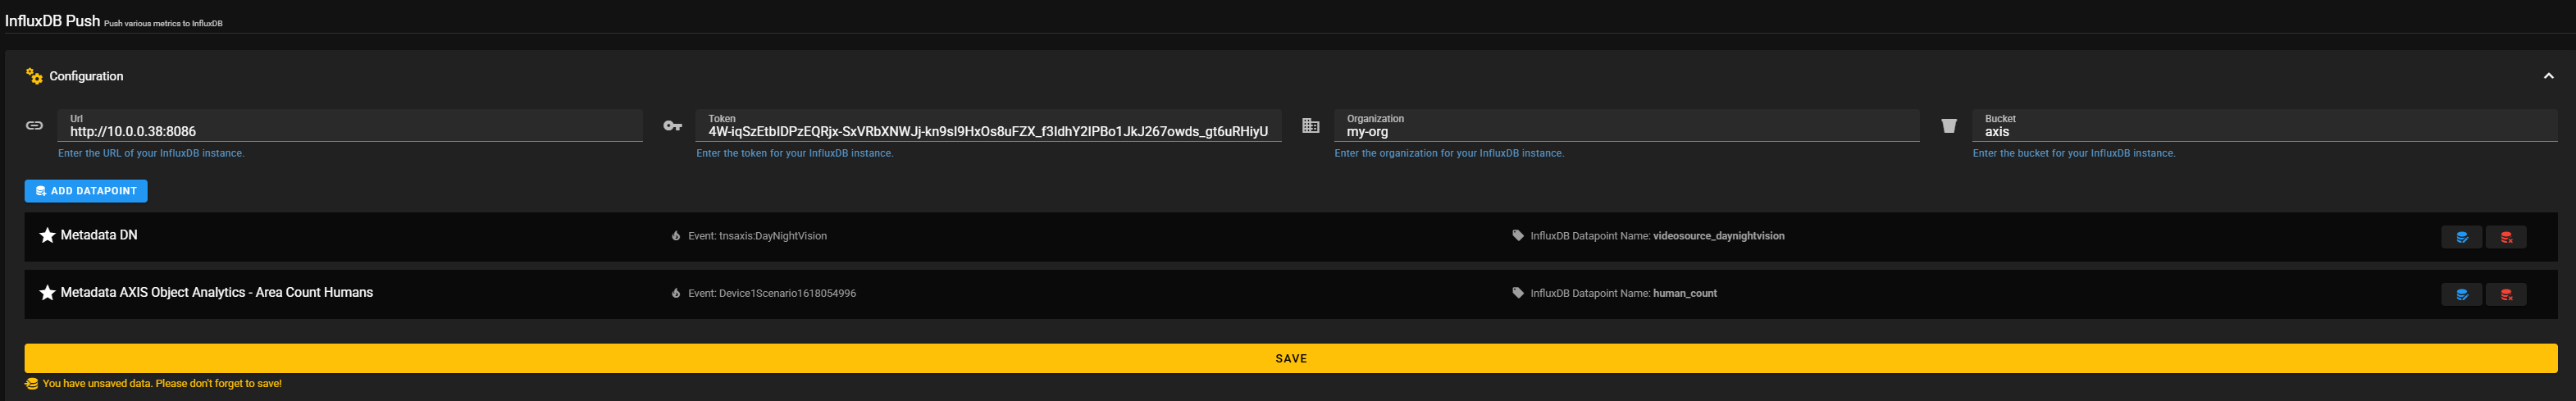 InfluxDB Push Push various metrics to InfluxDB
Configuration
Url
http://10.0.0.38:8086
Enter the URL of your InfluxDB instance.
Token
4W-iqSzEtbIDPzEQRjx-SxVRbXNWJj-kn9sI9HxOs8uFZX_f3IdhY2IPBo1JkJ267owds_gt6uRHiyU
Enter the token for your InfluxDB instance.
Organization
my-org
Enter the organization for your InfluxDB instance.
Bucket
axis
Enter the bucket for your InfluxDB instance.
ADD DATAPOINT
Metadata DN
Event: tnsaxis:DayNightVision
InfluxDB Datapoint Name: videosource_daynightvision
Metadata AXIS Object Analytics - Area Count Humans
Event: Device1Scenario1618054996
InfluxDB Datapoint Name: human_count
SAVE
You have unsaved data. Please don't forget to save!